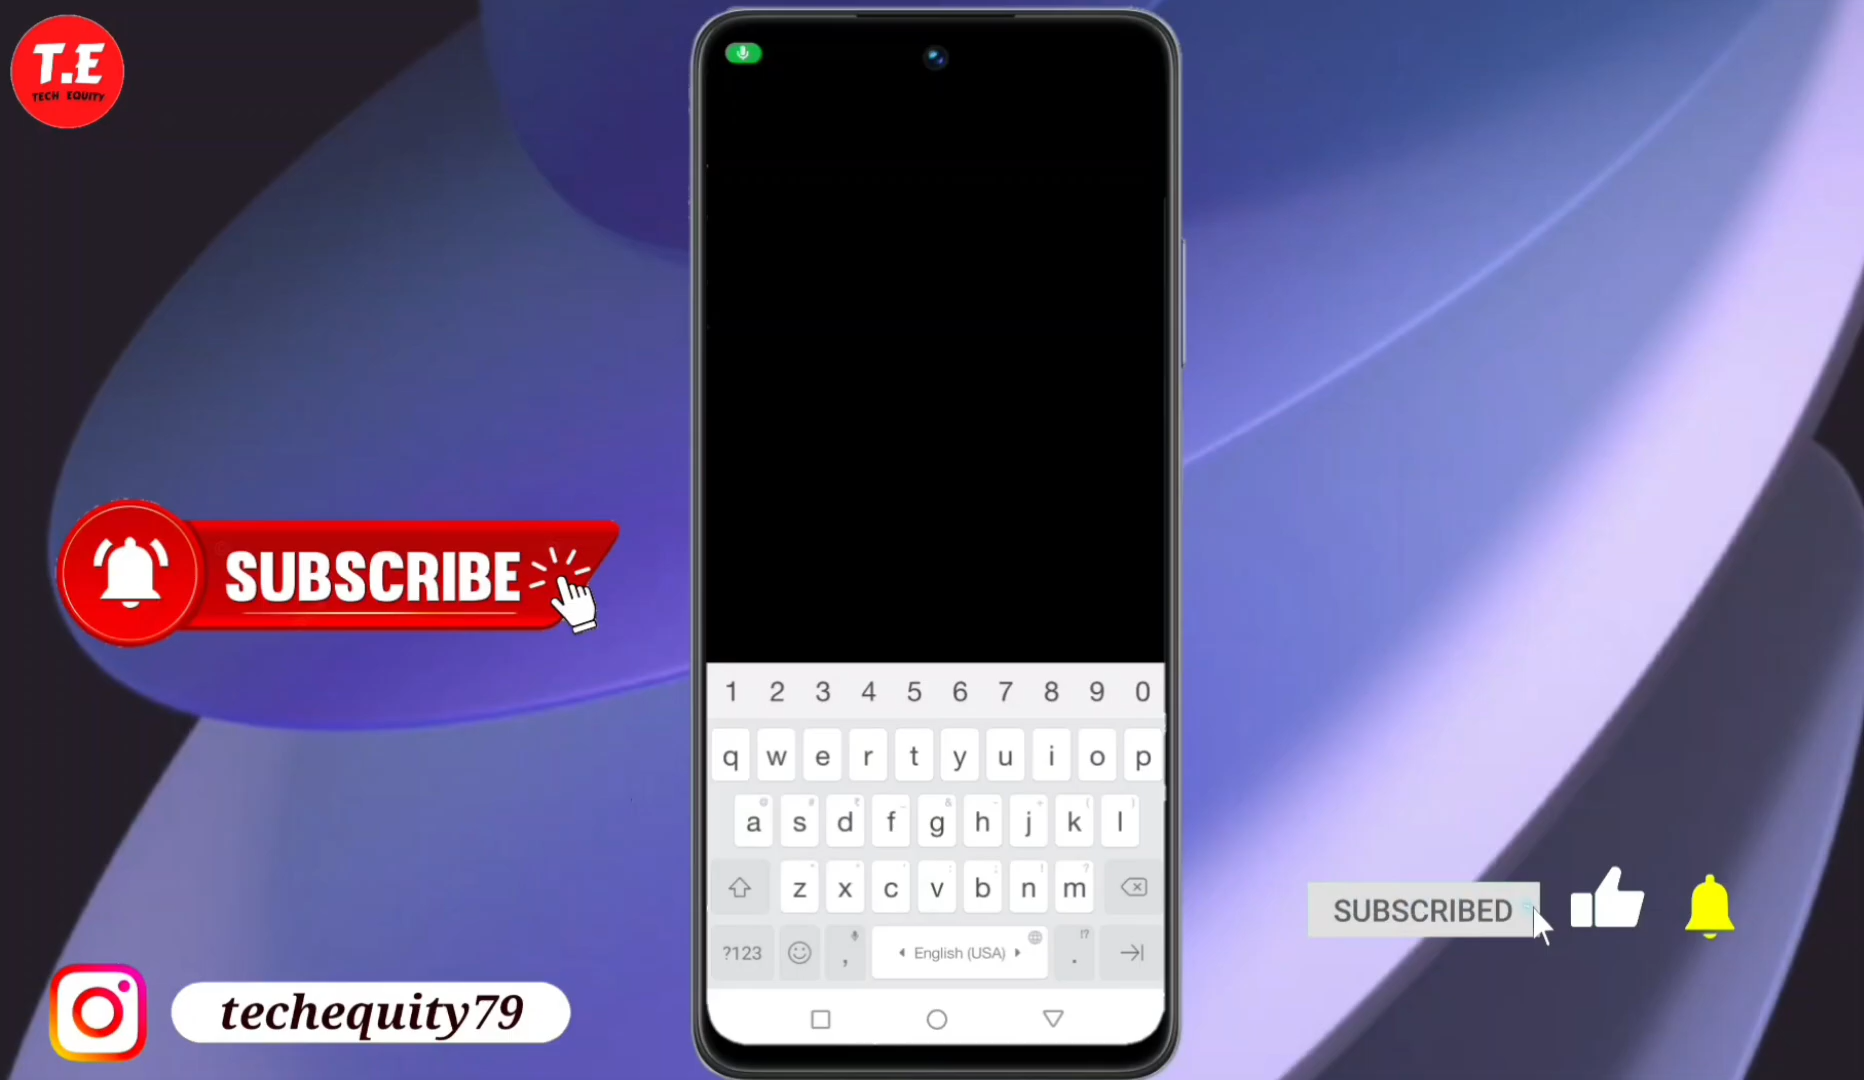 T.E
TECH EQUITY
SUBSCRIBE
techequity79
1 2 3 4 5 6 7 8 9 0
q w e r t y u i o p
a s d f g h j k l
z x c v b n m
?123 , English (USA) .
SUBSCRIBED